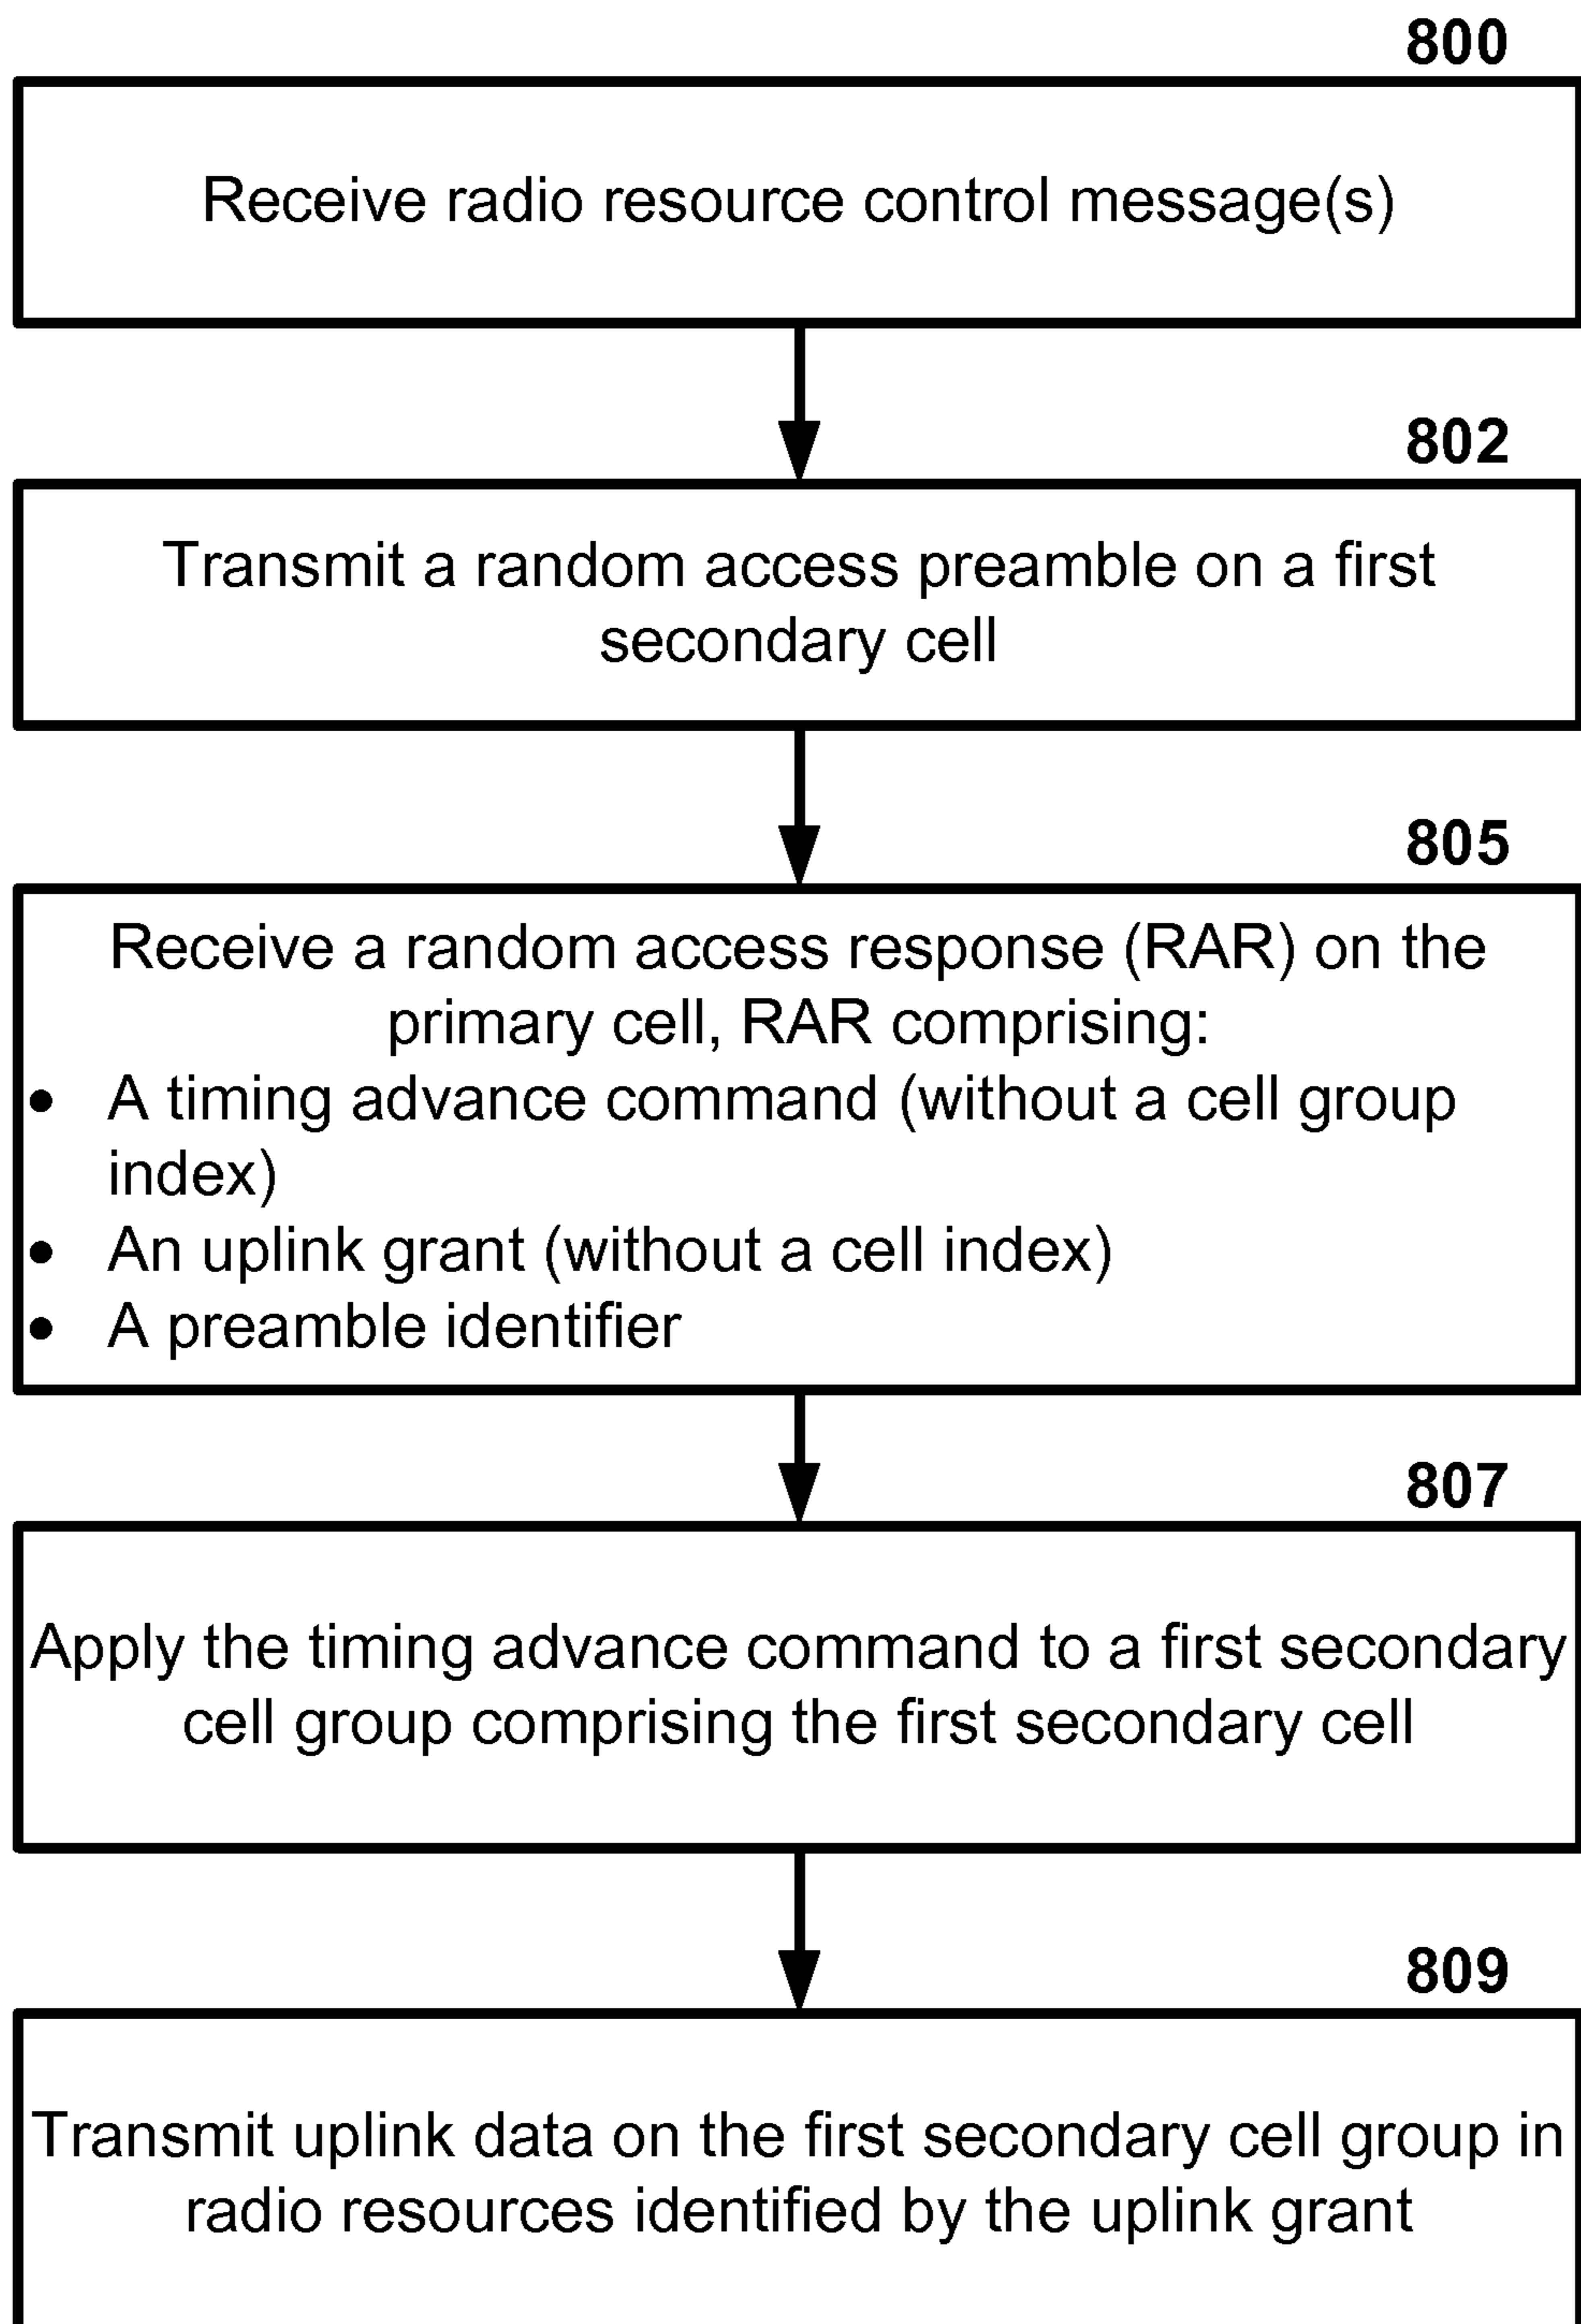 800
Receive radio resource control message(s)
802
Transmit a random access preamble on a first
secondary cell
805
Receive a random access response (RAR) on the
primary cell, RAR comprising:
• A timing advance command (without a cell group
index)
• An uplink grant (without a cell index)
• A preamble identifier
807
Apply the timing advance command to a first secondary
cell group comprising the first secondary cell
809
Transmit uplink data on the first secondary cell group in
radio resources identified by the uplink grant